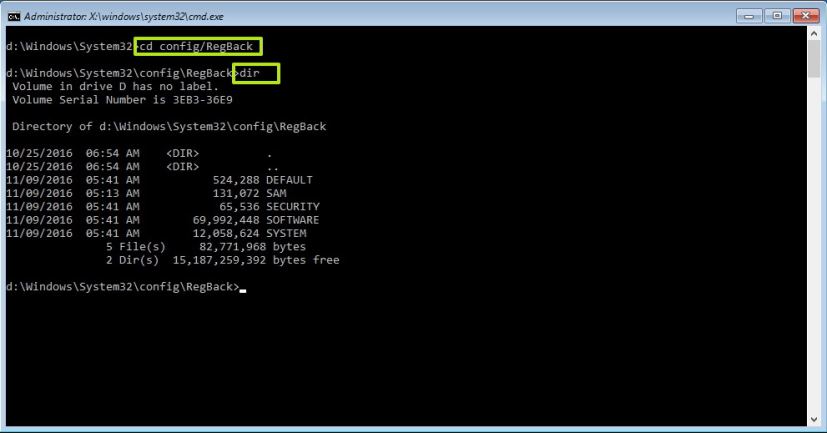 Administrator: X:\windows\system32\cmd.exe
d:\Windows\System32>cd config/RegBack
d:\Windows\System32\config\RegBack>dir
Volume in drive D has no label.
Volume Serial Number is 3EB3-36E9
Directory of d:\Windows\System32\config\RegBack
10/25/2016 06:54 AM <DIR> .
10/25/2016 06:54 AM <DIR> ..
11/09/2016 05:41 AM 524,288 DEFAULT
11/09/2016 05:13 AM 131,072 SAM
11/09/2016 05:41 AM 65,536 SECURITY
11/09/2016 05:41 AM 69,992,448 SOFTWARE
11/09/2016 05:41 AM 12,058,624 SYSTEM
5 File(s) 82,771,968 bytes
2 Dir(s) 15,187,259,392 bytes free
d:\Windows\System32\config\RegBack>